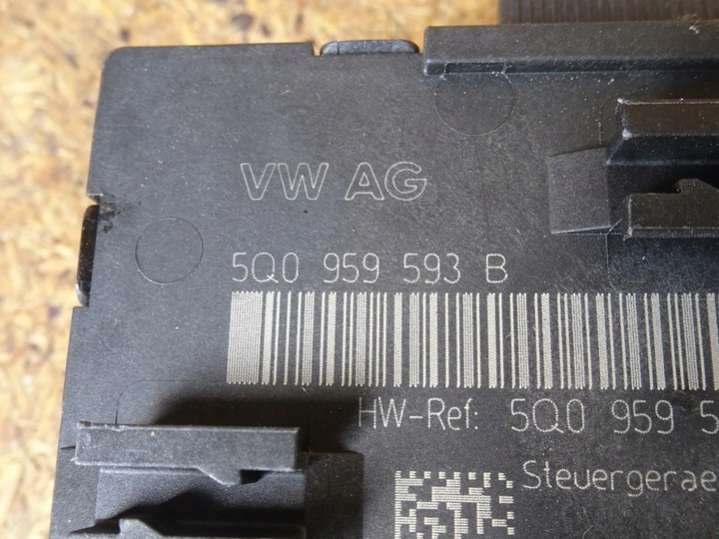 VW AG
5Q0 959 593 B
HW-Ref: 5Q0 959 5
Steuergerae